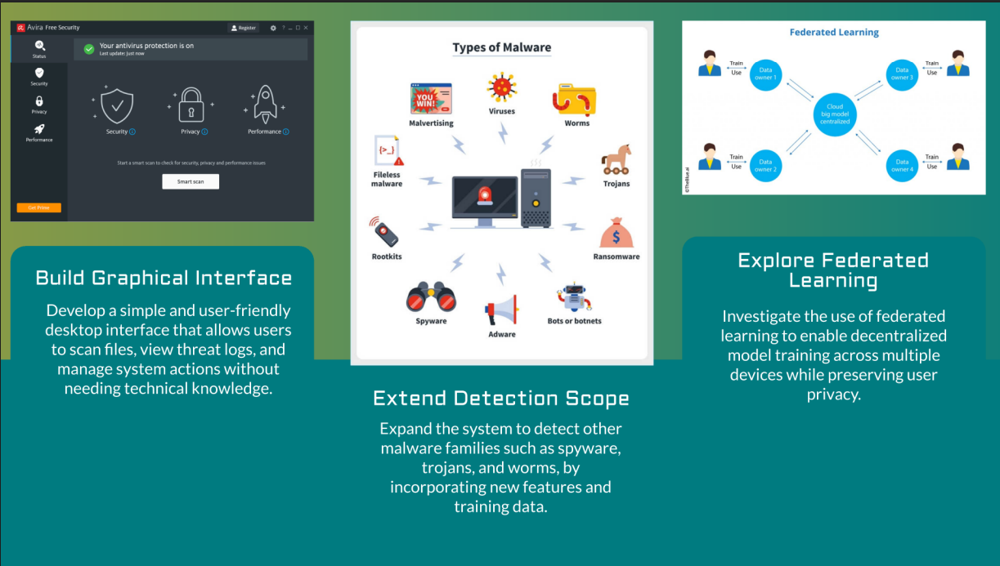 Avira Free Security
Register
?
Status
Security
Privacy
Performance
Get Prime
Your antivirus protection is on
Last update: Just now
Security
Privacy
Performance
Start a smart scan to check for security, privacy and performance issues
Smart scan
Build Graphical Interface
Develop a simple and user-friendly
desktop interface that allows users
to scan files, view threat logs, and
manage system actions without
needing technical knowledge.
Types of Malware
YOU
WIN!
Malvertising
Viruses
Worms
{>_}
Fileless
malware
Trojans
Rootkits
$
Ransomware
Spyware
Adware
Bots or botnets
Extend Detection Scope
Expand the system to detect other
malware families such as spyware,
trojans, and worms, by
incorporating new features and
training data.
Federated Learning
Train
Use
Data
owner 1
Data
owner 3
Train
Use
Cloud
big model
centralized
Train
Use
Data
owner 2
Data
owner 4
Train
Use
©TheBlue.ai
Explore Federated
Learning
Investigate the use of federated
learning to enable decentralized
model training across multiple
devices while preserving user
privacy.